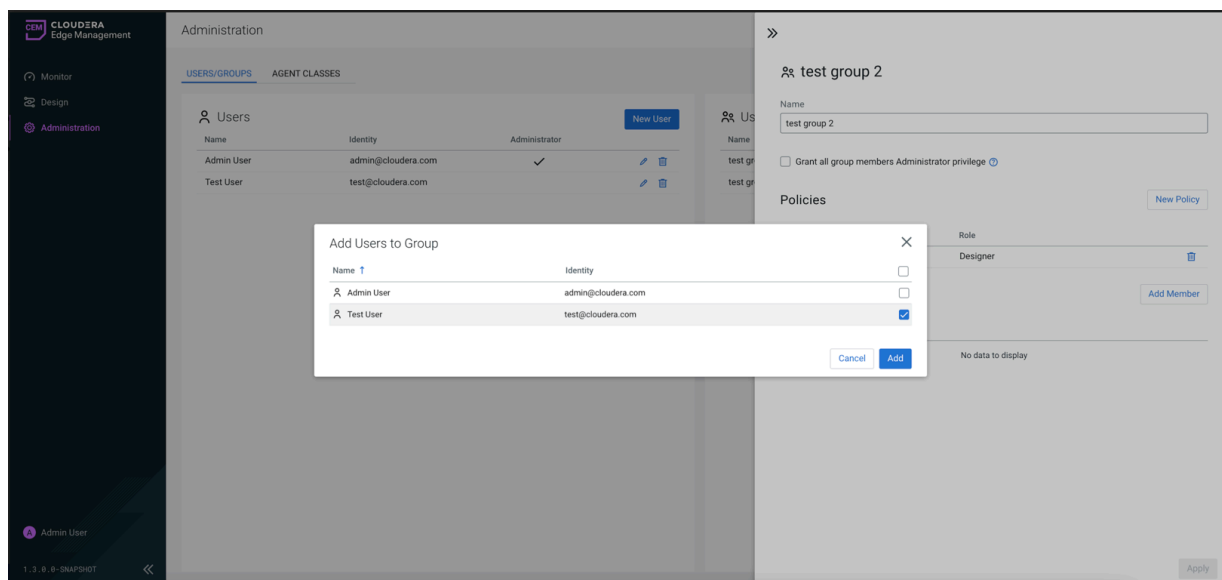 CEM CLOUDERA
Edge Management
Monitor
Design
Administration
Admin User
1.3.0.0-SNAPSHOT
Administration
USERS/GROUPS AGENT CLASSES
Users New User
Name Identity Administrator
Admin User admin@cloudera.com
Test User test@cloudera.com
Us
Name
test gr
test gr
Add Users to Group
Name Identity
Admin User admin@cloudera.com
Test User test@cloudera.com
Cancel Add
test group 2
Name
test group 2
Grant all group members Administrator privilege
Policies New Policy
Role
Designer
Add Member
No data to display
Apply